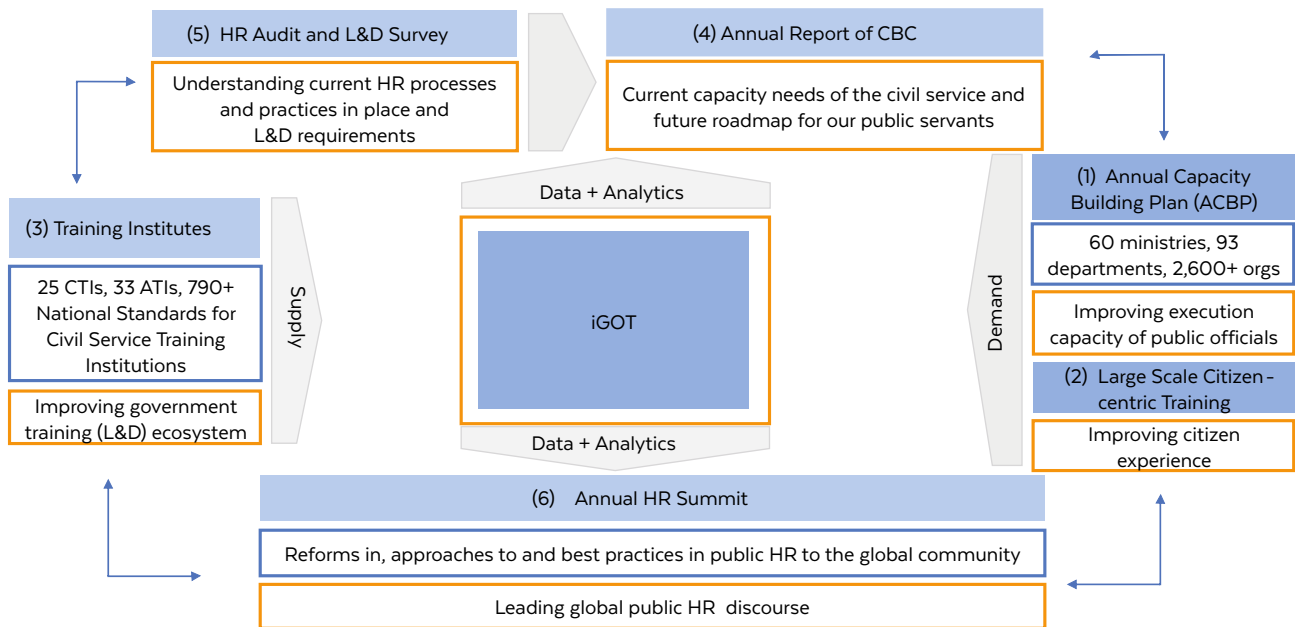 (5) HR Audit and L&D Survey
Understanding current HR processes
and practices in place and
L&D requirements
(4) Annual Report of CBC
Current capacity needs of the civil service and
future roadmap for our public servants
(3) Training Institutes
25 CTIs, 33 ATIs, 790+
National Standards for
Civil Service Training
Institutions
Improving government
training (L&D) ecosystem
Supply
Data + Analytics
iGOT
Data + Analytics
Demand
(1) Annual Capacity
Building Plan (ACBP)
60 ministries, 93
departments, 2,600+ orgs
Improving execution
capacity of public officials
(2) Large Scale Citizen-
centric Training
Improving citizen
experience
(6) Annual HR Summit
Reforms in, approaches to and best practices in public HR to the global community
Leading global public HR discourse